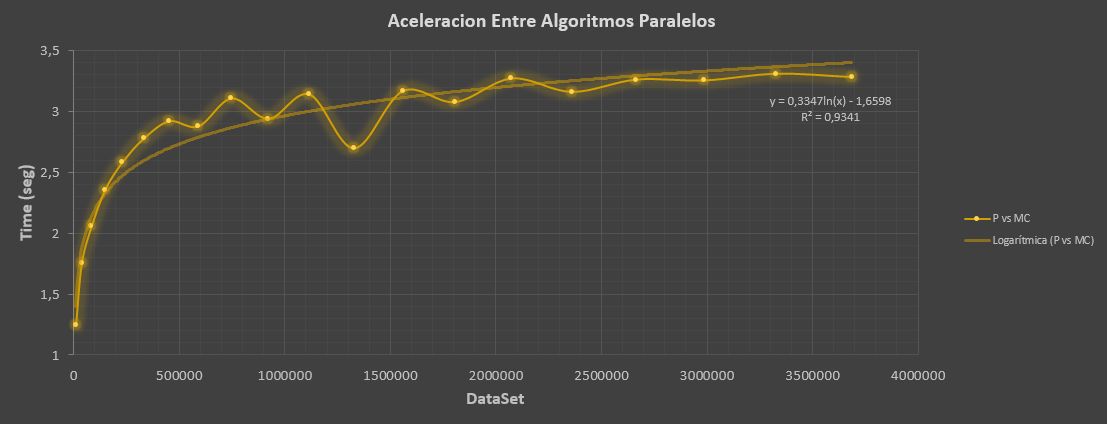 Aceleracion Entre Algoritmos Paralelos
3,5
3
2,5
2
1,5
1
Time (seg)
y = 0,3347ln(x) - 1,6598
R² = 0,9341
P vs MC
Logarítmica (P vs MC)
0 500000 1000000 1500000 2000000 2500000 3000000 3500000 4000000
DataSet